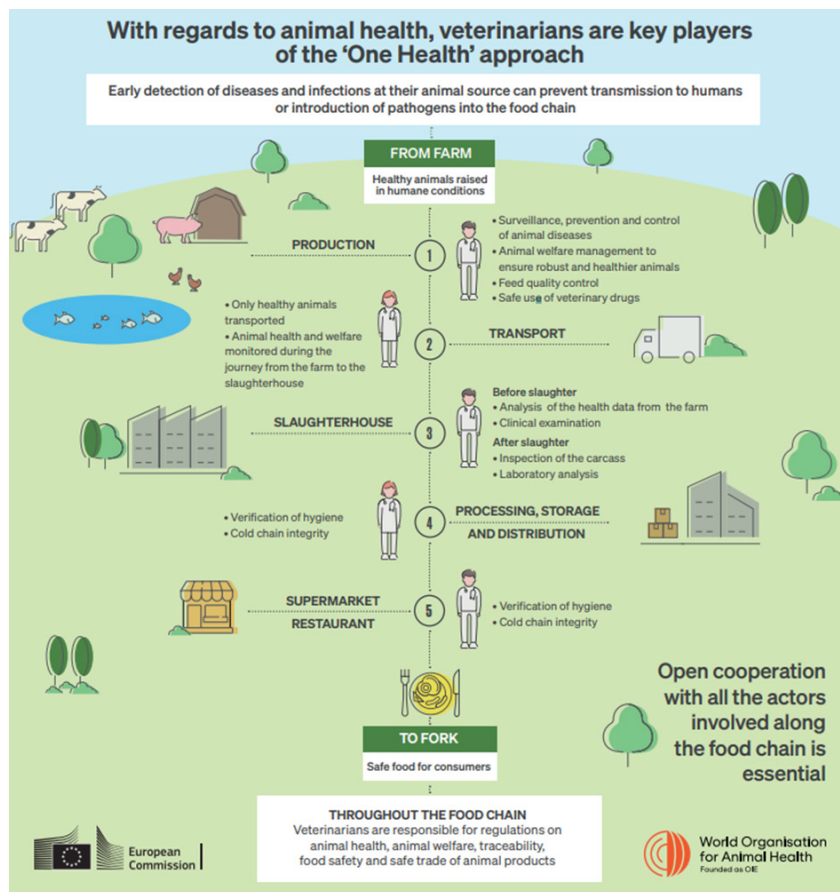 With regards to animal health, veterinarians are key players
of the ‘One Health’ approach
Early detection of diseases and infections at their animal source can prevent transmission to humans
or introduction of pathogens into the food chain
FROM FARM
Healthy animals raised
in humane conditions
PRODUCTION
1
• Surveillance, prevention and control
of animal diseases
• Animal welfare management to
ensure robust and healthier animals
• Feed quality control
• Safe use of veterinary drugs
• Only healthy animals
transported
• Animal health and welfare
monitored during the
journey from the farm to the
slaughterhouse
2
TRANSPORT
SLAUGHTERHOUSE
3
Before slaughter
• Analysis of the health data from the farm
• Clinical examination
After slaughter
• Inspection of the carcass
• Laboratory analysis
• Verification of hygiene
• Cold chain integrity
4
PROCESSING, STORAGE
AND DISTRIBUTION
SUPERMARKET
RESTAURANT
5
• Verification of hygiene
• Cold chain integrity
TO FORK
Safe food for consumers
Open cooperation
with all the actors
involved along
the food chain is
essential
THROUGHOUT THE FOOD CHAIN
Veterinarians are responsible for regulations on
animal health, animal welfare, traceability,
food safety and safe trade of animal products
European
Commission
World Organisation
for Animal Health
Founded as OIE